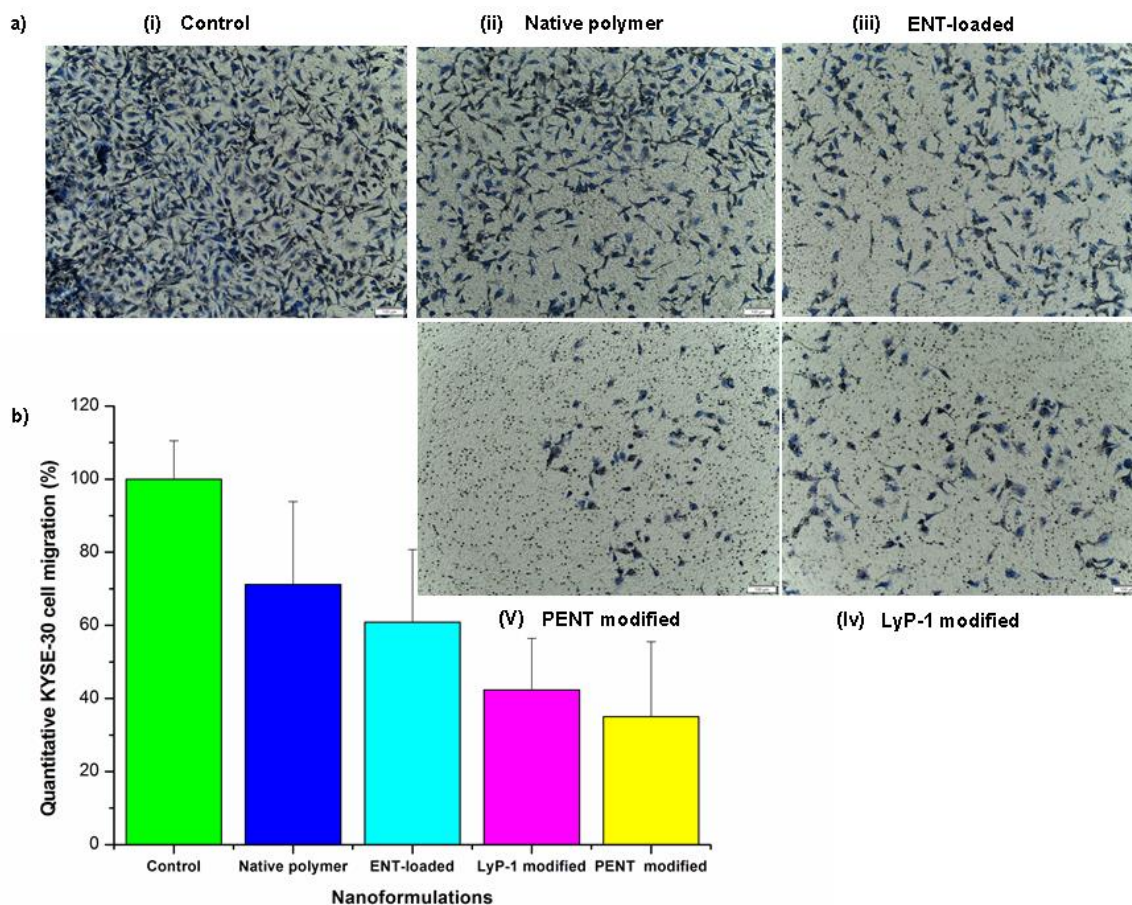 a) (i) Control (ii) Native polymer (iii) ENT-loaded
(V) PENT modified (Iv) LyP-1 modified
b)
Quantitative KYSE-30 cell migration (%)
120
100
80
60
40
20
0
Control Native polymer ENT-loaded LyP-1 modified PENT modified
Nanoformulations